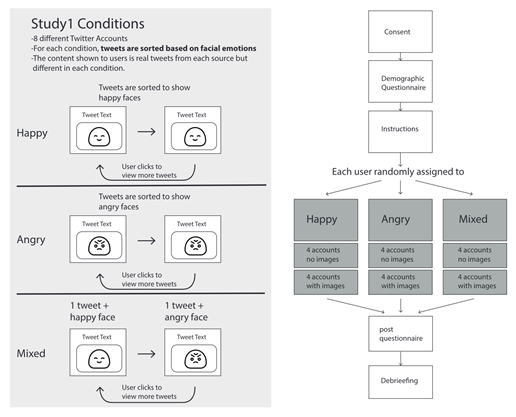 Study1 Conditions
-8 different Twitter Accounts
-For each condition, tweets are sorted based on facial emotions
-The content shown to users is real tweets from each source but
different in each condition.
Tweets are sorted to show
happy faces
Happy
Tweet Text
Tweet Text
User clicks to
view more tweets
Tweets are sorted to show
angry faces
Angry
Tweet Text
Tweet Text
User clicks to
view more tweets
1 tweet +
happy face
1 tweet +
angry face
Mixed
Tweet Text
Tweet Text
User clicks to
view more tweets
Consent
Demographic
Questionnaire
Instructions
Each user randomly assigned to
Happy
Angry
Mixed
4 accounts
no images
4 accounts
no images
4 accounts
no images
4 accounts
with images
4 accounts
with images
4 accounts
with images
post
questionnaire
Debrieefing